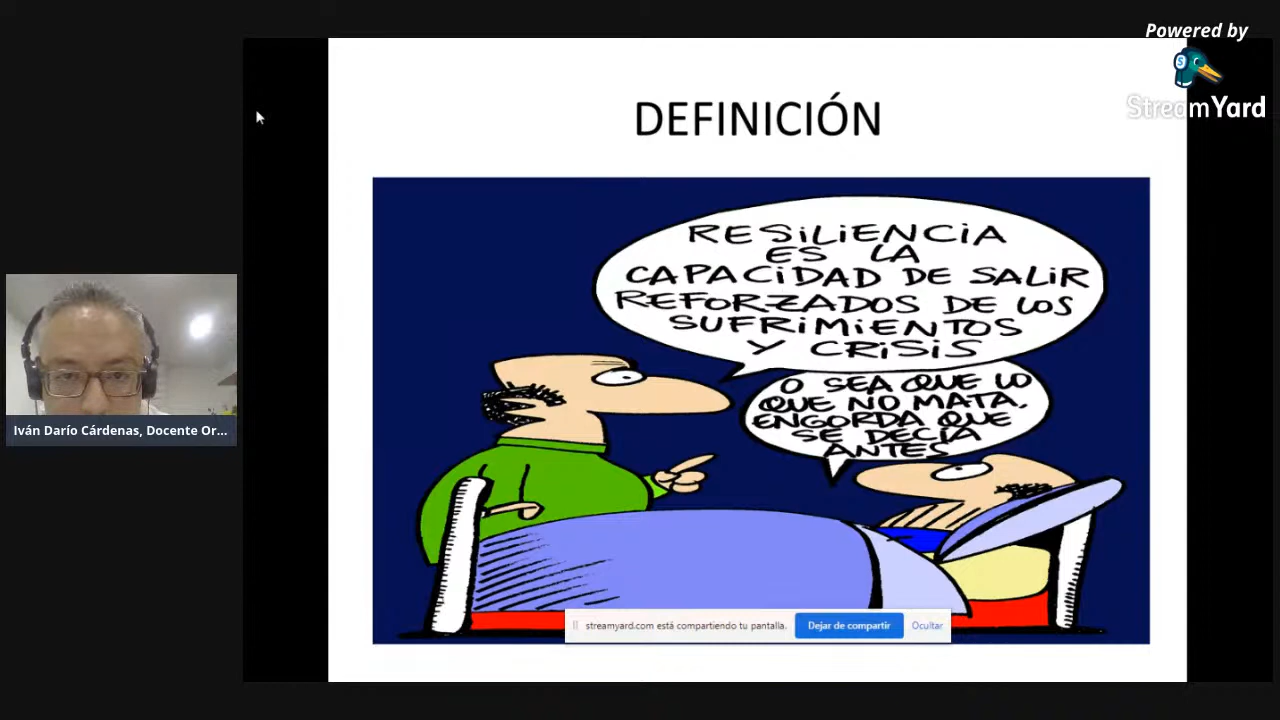 Powered by
StreamYard
DEFINICIÓN
RESiLiENCiA
ES LA
CAPACiDAD DE SALiR
REFORZADOS DE LOS
SUFRiMiENTOS
Y CRiSiS
O SEA QUE LO
QUE NO MATA,
ENGORDA QUE
SE DECÍA
ANTES
Iván Darío Cárdenas, Docente Or...
streamyard.com está compartiendo tu pantalla.
Dejar de compartir
Ocultar